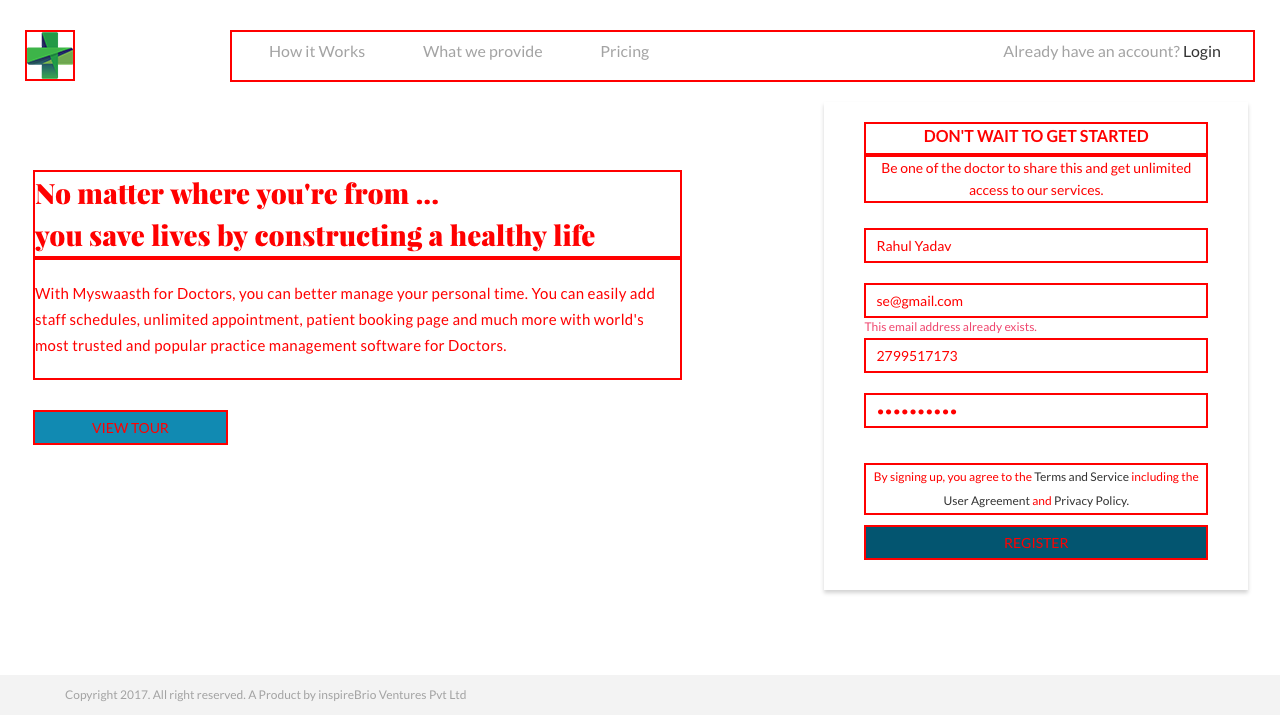 How it Works What we provide Pricing Already have an account? Login
No matter where you're from ...
you save lives by constructing a healthy life
With Myswaasth for Doctors, you can better manage your personal time. You can easily add
staff schedules, unlimited appointment, patient booking page and much more with world's
most trusted and popular practice management software for Doctors.
VIEW TOUR
DON'T WAIT TO GET STARTED
Be one of the doctor to share this and get unlimited
access to our services.
Rahul Yadav
se@gmail.com
This email address already exists.
2799517173
••••••••••
By signing up, you agree to the Terms and Service including the
User Agreement and Privacy Policy.
REGISTER
Copyright 2017. All right reserved. A Product by inspireBrio Ventures Pvt Ltd